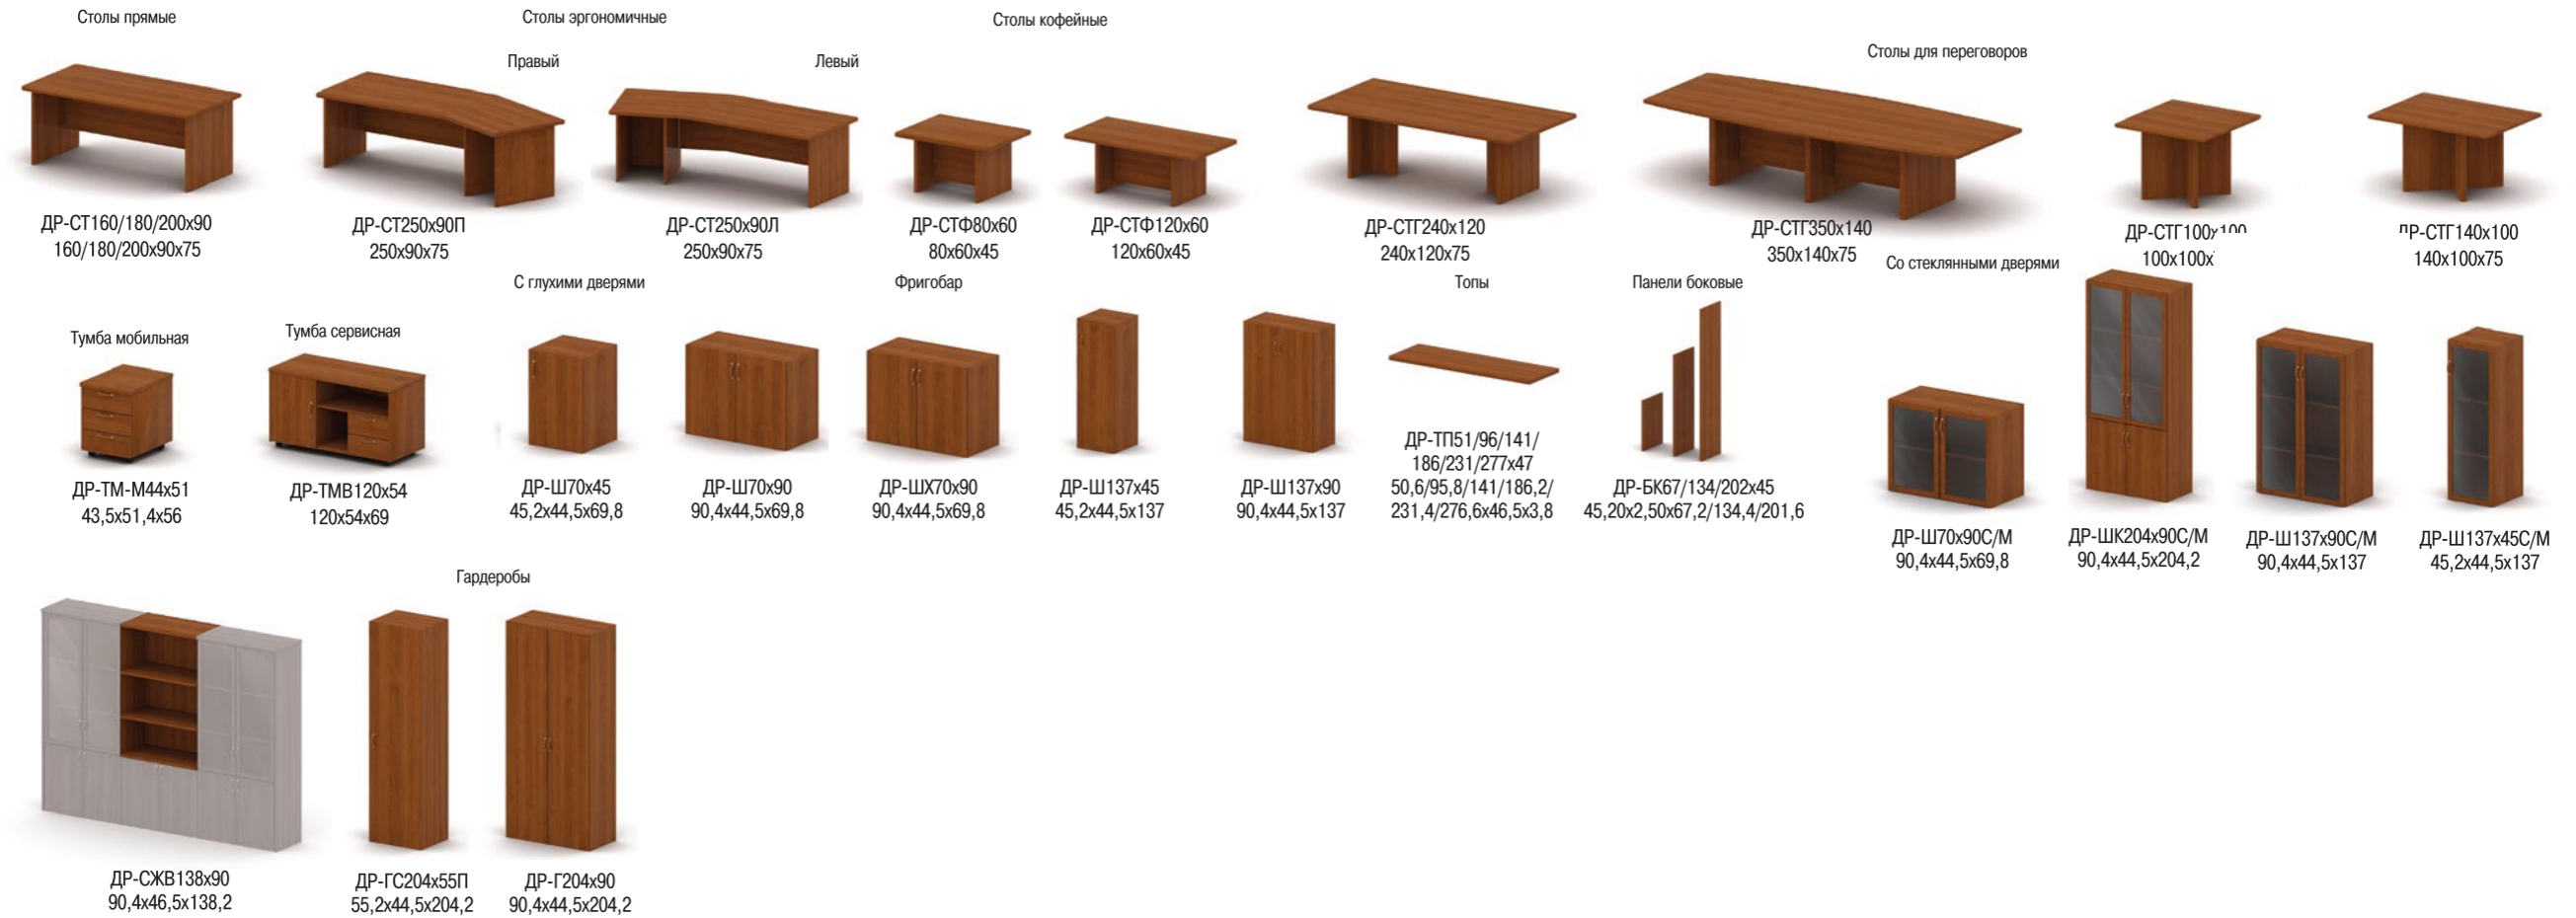 Столы прямые
Столы эргономичные
Столы кофейные
Правый
Левый
Столы для переговоров
ДР-СТ160/180/200х90
160/180/200х90х75
ДР-СТ250х90П
250х90х75
ДР-СТ250х90Л
250х90х75
ДР-СТФ80х60
80х60х45
ДР-СТФ120х60
120х60х45
ДР-СТГ240х120
240х120х75
ДР-СТГ350х140
350х140х75
ДР-СТГ100х100
100х100х
ДР-СТГ140х100
140х100х75
Тумба мобильная
Тумба сервисная
С глухими дверями
Фригобар
Топы
Панели боковые
Со стеклянными дверями
ДР-ТМ-М44х51
43,5х51,4х56
ДР-ТМВ120х54
120х54х69
ДР-Ш70х45
45,2х44,5х69,8
ДР-Ш70х90
90,4х44,5х69,8
ДР-ШХ70х90
90,4х44,5х69,8
ДР-Ш137х45
45,2х44,5х137
ДР-Ш137х90
90,4х44,5х137
ДР-ТП51/96/141/
186/231/277х47
50,6/95,8/141/186,2/
231,4/276,6х46,5х3,8
ДР-БК67/134/202х45
45,20х2,50х67,2/134,4/201,6
ДР-Ш70х90С/М
90,4х44,5х69,8
ДР-ШК204х90С/М
90,4х44,5х204,2
ДР-Ш137х90С/М
90,4х44,5х137
ДР-Ш137х45С/М
45,2х44,5х137
Гардеробы
ДР-СЖВ138х90
90,4х46,5х138,2
ДР-ГС204х55П
55,2х44,5х204,2
ДР-Г204х90
90,4х44,5х204,2